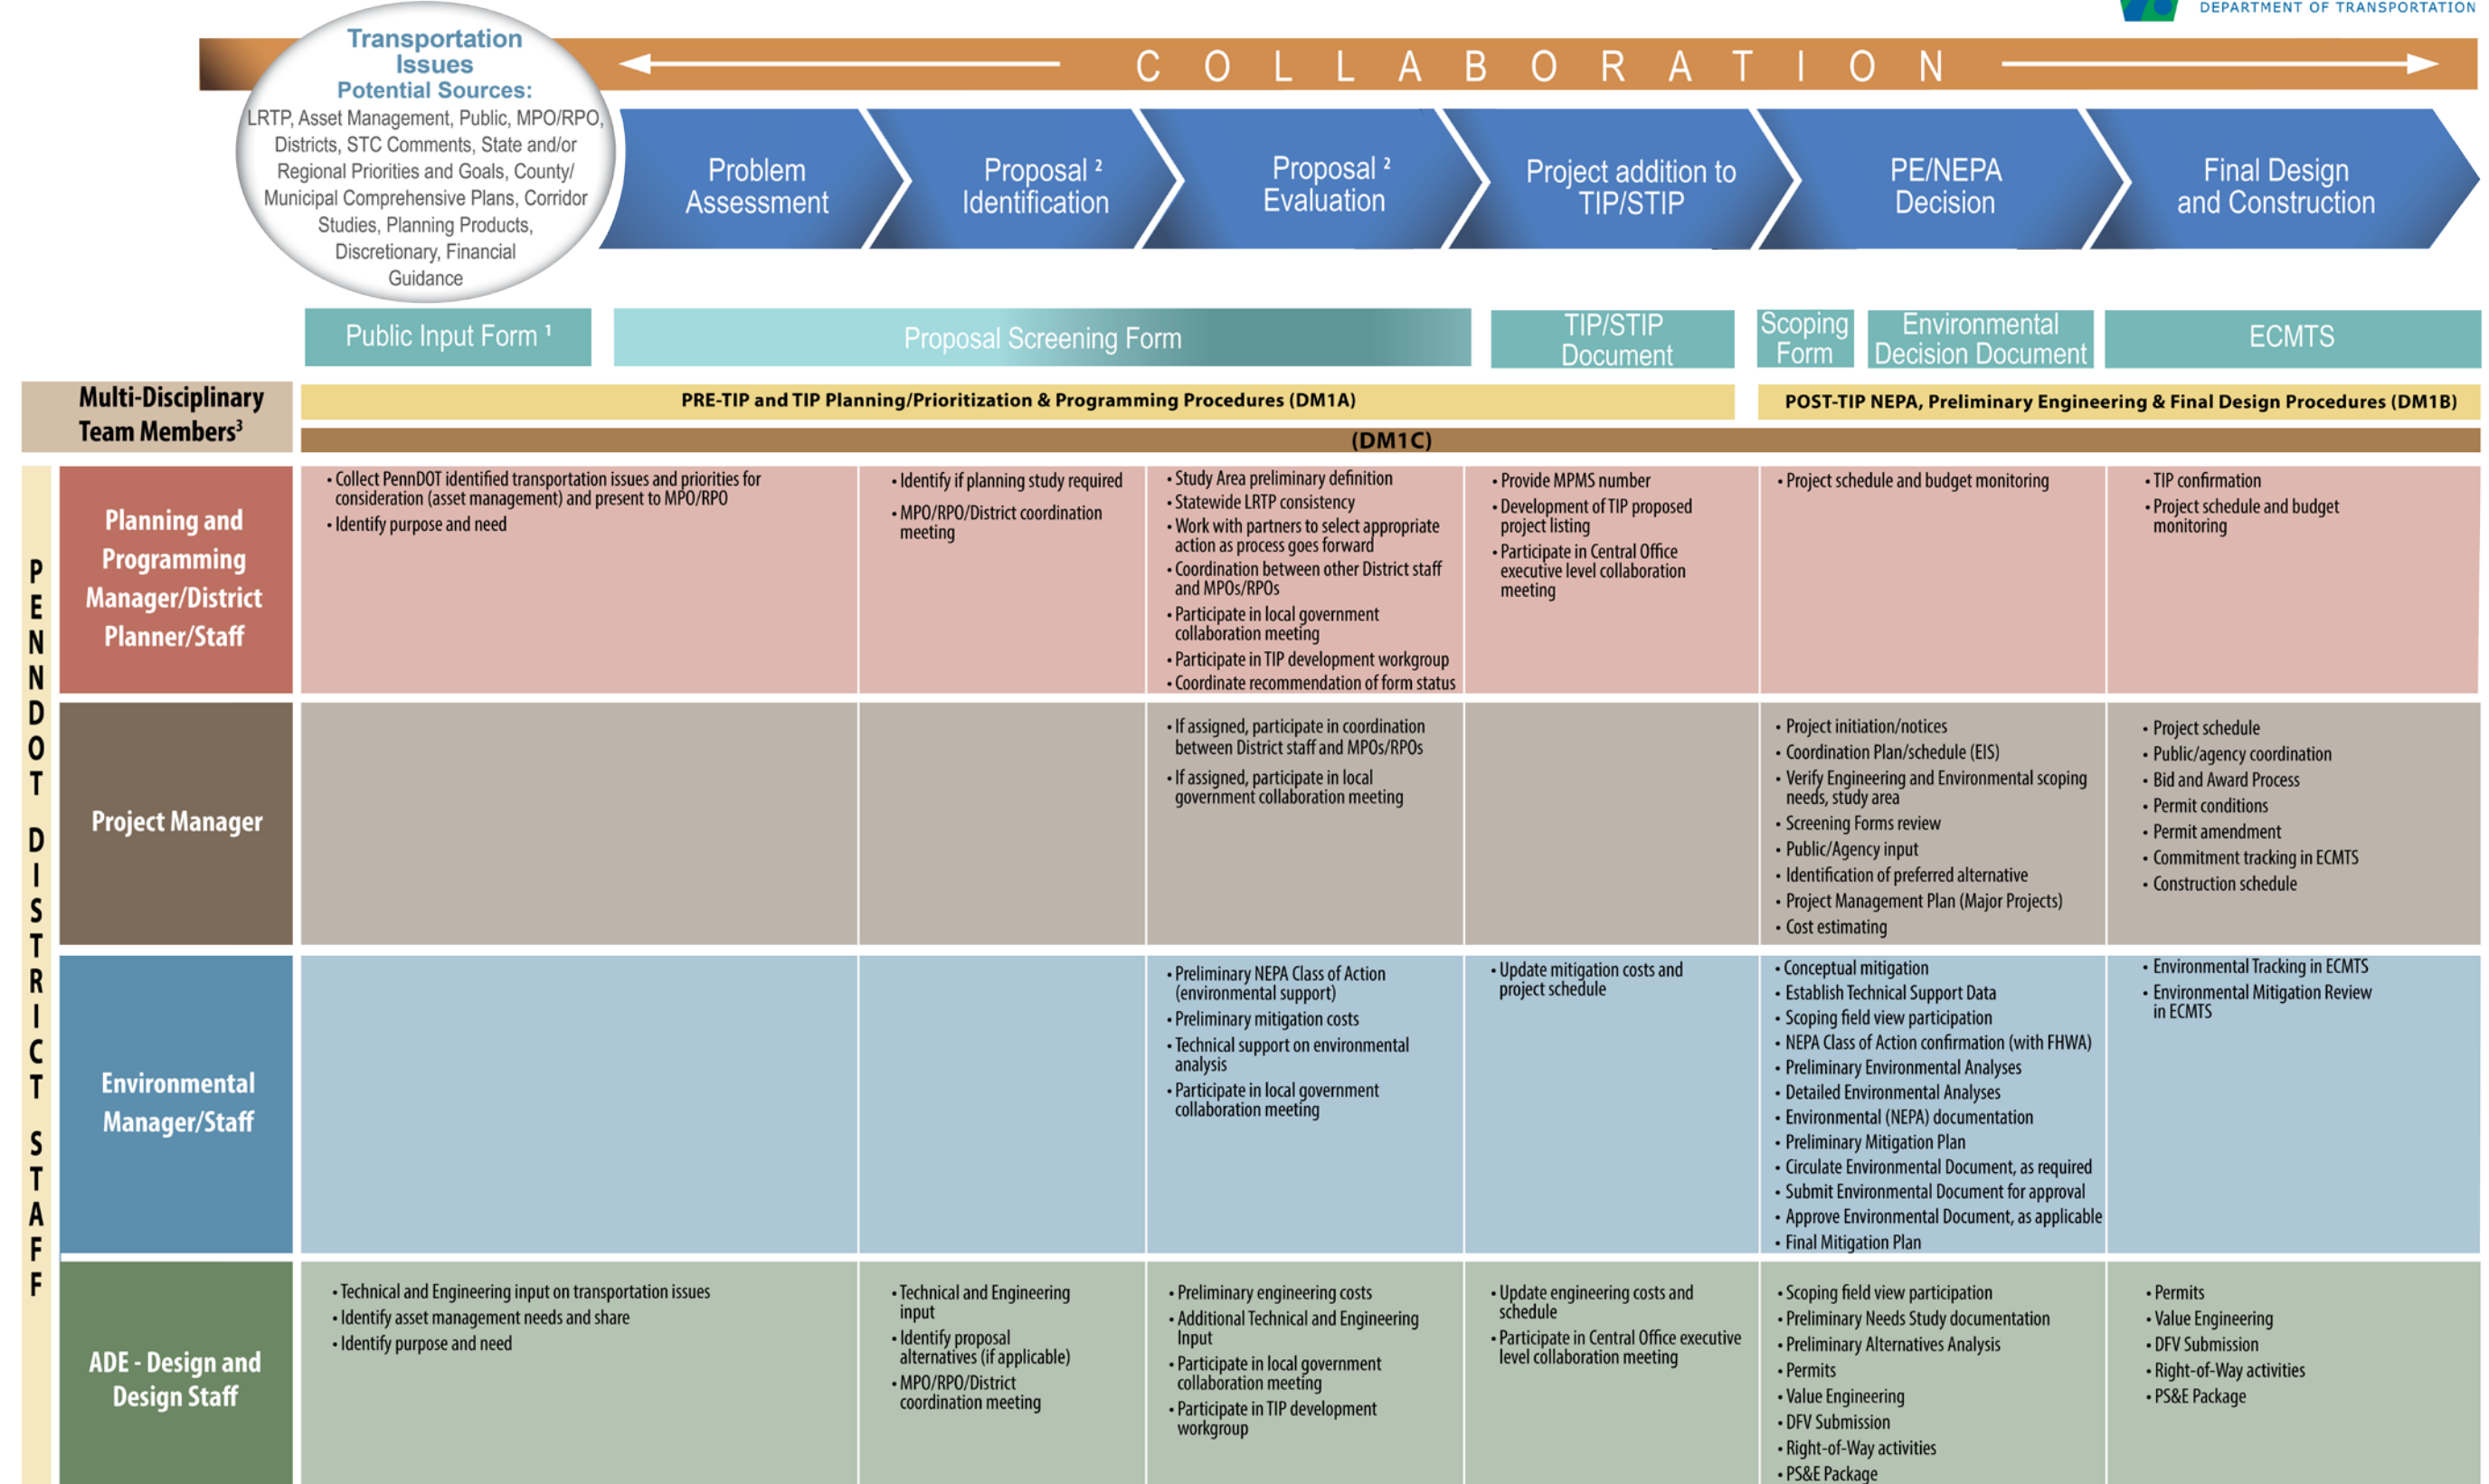 DEPARTMENT OF TRANSPORTATION
COLLABORATION
Transportation
Issues
Potential Sources:
LRTP, Asset Management, Public, MPO/RPO,
Districts, STC Comments, State and/or
Regional Priorities and Goals, County/
Municipal Comprehensive Plans, Corridor
Studies, Planning Products,
Discretionary, Financial
Guidance
Problem
Assessment
Proposal ²
Identification
Proposal ²
Evaluation
Project addition to
TIP/STIP
PE/NEPA
Decision
Final Design
and Construction
Public Input Form ¹
Proposal Screening Form
TIP/STIP
Document
Scoping
Form
Environmental
Decision Document
ECMTS
Multi-Disciplinary
Team Members³
PRE-TIP and TIP Planning/Prioritization & Programming Procedures (DM1A)
POST-TIP NEPA, Preliminary Engineering & Final Design Procedures (DM1B)
(DM1C)
PENNDOT DISTRICT STAFF
Planning and
Programming
Manager/District
Planner/Staff
• Collect PennDOT identified transportation issues and priorities for
consideration (asset management) and present to MPO/RPO
• Identify purpose and need
• Identify if planning study required
• MPO/RPO/District coordination
meeting
• Study Area preliminary definition
• Statewide LRTP consistency
• Work with partners to select appropriate
action as process goes forward
• Coordination between other District staff
and MPOs/RPOs
• Participate in local government
collaboration meeting
• Participate in TIP development workgroup
• Coordinate recommendation of form status
• Provide MPMS number
• Development of TIP proposed
project listing
• Participate in Central Office
executive level collaboration
meeting
• Project schedule and budget monitoring
• TIP confirmation
• Project schedule and budget
monitoring
Project Manager
• If assigned, participate in coordination
between District staff and MPOs/RPOs
• If assigned, participate in local
government collaboration meeting
• Project initiation/notices
• Coordination Plan/schedule (EIS)
• Verify Engineering and Environmental scoping
needs, study area
• Screening Forms review
• Public/Agency input
• Identification of preferred alternative
• Project Management Plan (Major Projects)
• Cost estimating
• Project schedule
• Public/agency coordination
• Bid and Award Process
• Permit conditions
• Permit amendment
• Commitment tracking in ECMTS
• Construction schedule
Environmental
Manager/Staff
• Preliminary NEPA Class of Action
(environmental support)
• Preliminary mitigation costs
• Technical support on environmental
analysis
• Participate in local government
collaboration meeting
• Update mitigation costs and
project schedule
• Conceptual mitigation
• Establish Technical Support Data
• Scoping field view participation
• NEPA Class of Action confirmation (with FHWA)
• Preliminary Environmental Analyses
• Detailed Environmental Analyses
• Environmental (NEPA) documentation
• Preliminary Mitigation Plan
• Circulate Environmental Document, as required
• Submit Environmental Document for approval
• Approve Environmental Document, as applicable
• Final Mitigation Plan
• Environmental Tracking in ECMTS
• Environmental Mitigation Review
in ECMTS
ADE - Design and
Design Staff
• Technical and Engineering input on transportation issues
• Identify asset management needs and share
• Identify purpose and need
• Technical and Engineering
input
• Identify proposal
alternatives (if applicable)
• MPO/RPO/District
coordination meeting
• Preliminary engineering costs
• Additional Technical and Engineering
Input
• Participate in local government
collaboration meeting
• Participate in TIP development
workgroup
• Update engineering costs and
schedule
• Participate in Central Office executive
level collaboration meeting
• Scoping field view participation
• Preliminary Needs Study documentation
• Preliminary Alternatives Analysis
• Permits
• Value Engineering
• DFV Submission
• Right-of-Way activities
• PS&E Package
• Permits
• Value Engineering
• DFV Submission
• Right-of-Way activities
• PS&E Package